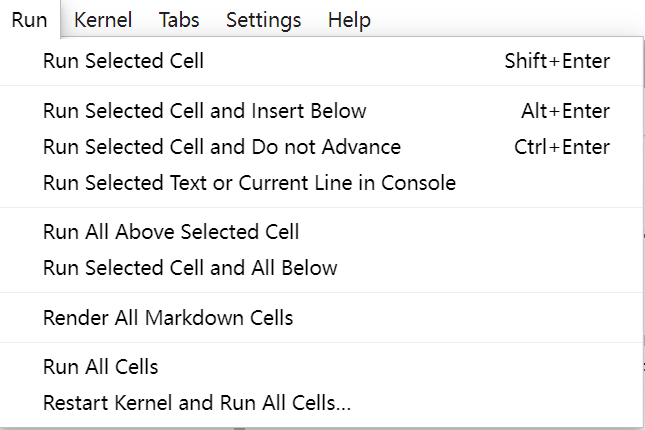 Run Kernel Tabs Settings Help
Run Selected Cell Shift+Enter
Run Selected Cell and Insert Below Alt+Enter
Run Selected Cell and Do not Advance Ctrl+Enter
Run Selected Text or Current Line in Console
Run All Above Selected Cell
Run Selected Cell and All Below
Render All Markdown Cells
Run All Cells
Restart Kernel and Run All Cells...